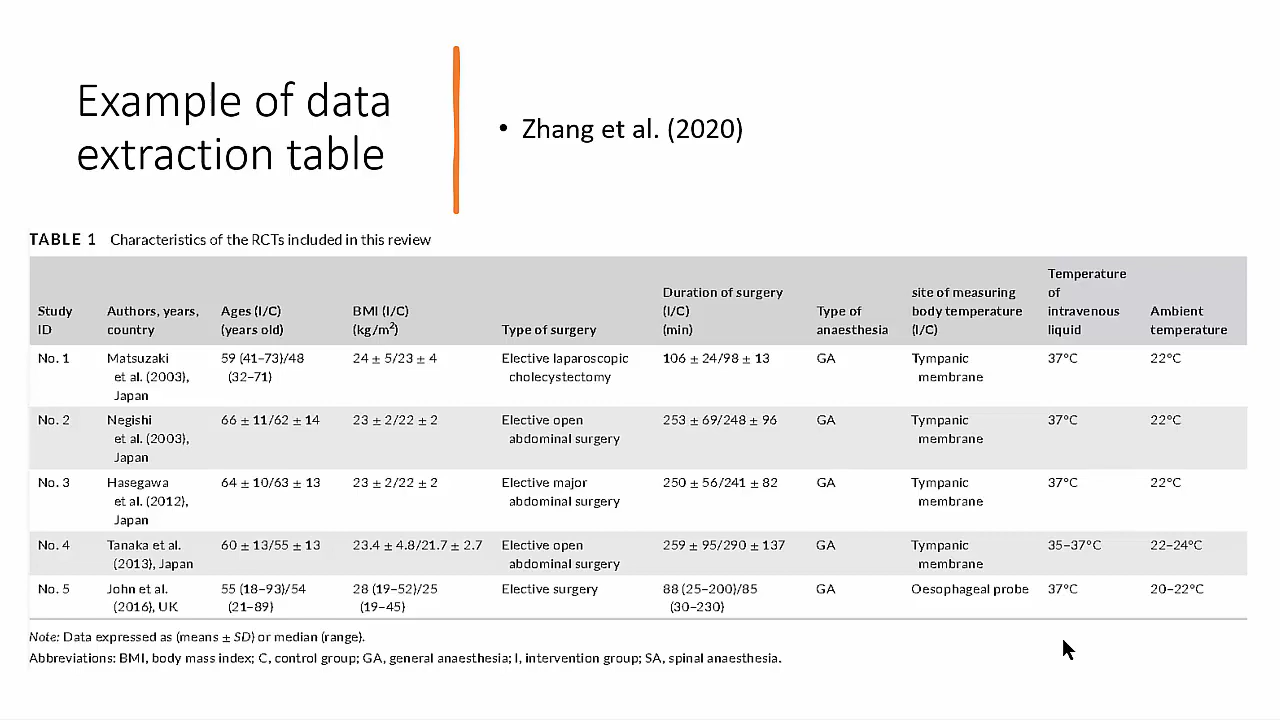 Example of data
extraction table
• Zhang et al. (2020)
TABLE 1 Characteristics of the RCTs included in this review
Study ID Authors, years, country Ages (I/C) (years old) BMI (I/C) (kg/m²) Type of surgery Duration of surgery (I/C) (min) Type of anaesthesia site of measuring body temperature (I/C) Temperature of intravenous liquid Ambient temperature
No. 1 Matsuzaki et al. (2003), Japan 59 (41–73)/48 (32–71) 24 ± 5/23 ± 4 Elective laparoscopic cholecystectomy 106 ± 24/98 ± 13 GA Tympanic membrane 37°C 22°C
No. 2 Negishi et al. (2003), Japan 66 ± 11/62 ± 14 23 ± 2/22 ± 2 Elective open abdominal surgery 253 ± 69/248 ± 96 GA Tympanic membrane 37°C 22°C
No. 3 Hasegawa et al. (2012), Japan 64 ± 10/63 ± 13 23 ± 2/22 ± 2 Elective major abdominal surgery 250 ± 56/241 ± 82 GA Tympanic membrane 37°C 22°C
No. 4 Tanaka et al. (2013), Japan 60 ± 13/55 ± 13 23.4 ± 4.8/21.7 ± 2.7 Elective open abdominal surgery 259 ± 95/290 ± 137 GA Tympanic membrane 35–37°C 22–24°C
No. 5 John et al. (2016), UK 55 (18–93)/54 (21–89) 28 (19–52)/25 (19–45) Elective surgery 88 (25–200)/85 (30–230) GA Oesophageal probe 37°C 20–22°C
Note: Data expressed as (means ± SD) or median (range).
Abbreviations: BMI, body mass index; C, control group; GA, general anaesthesia; I, intervention group; SA, spinal anaesthesia.